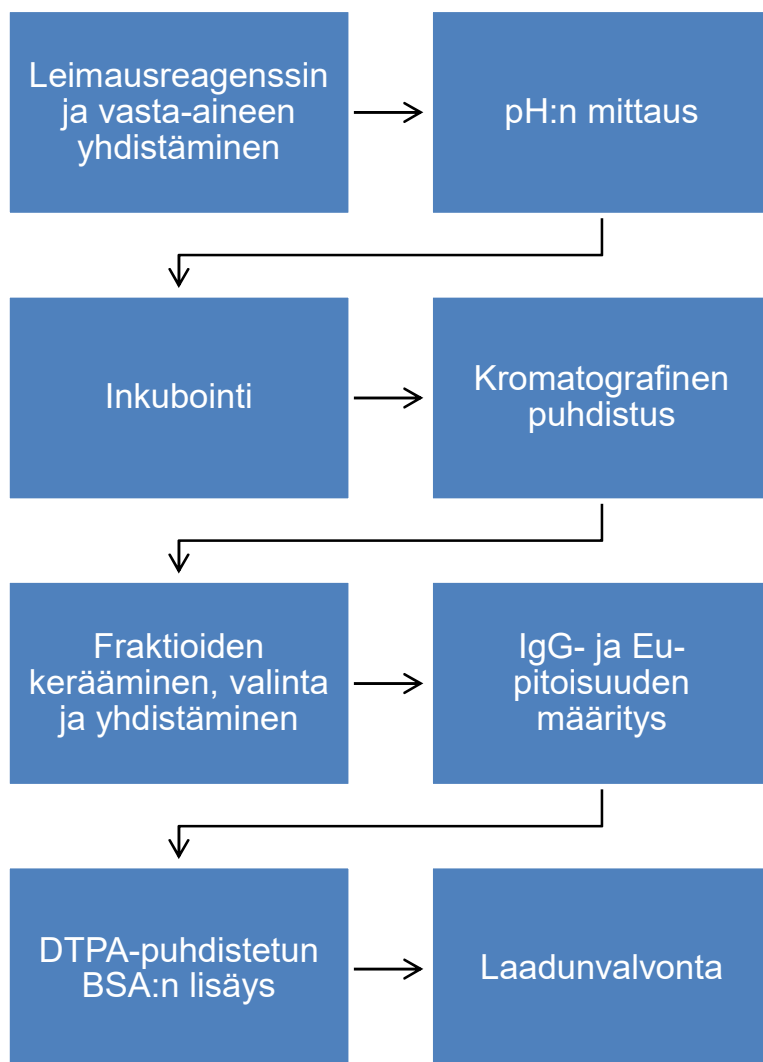 Leimausreagenssin
ja vasta-aineen
yhdistäminen
pH:n mittaus
Inkubointi
Kromatografinen
puhdistus
Fraktioiden
kerääminen, valinta
ja yhdistäminen
IgG- ja Eu-
pitoisuuden
määritys
DTPA-puhdistetun
BSA:n lisäys
Laadunvalvonta